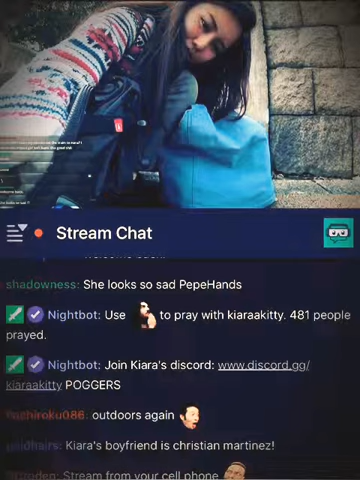 Stream Chat
shadowness: She looks so sad PepeHands
Nightbot: Use to pray with kiaraakitty. 481 people
prayed.
Nightbot: Join Kiara's discord: www.discord.gg/
kiaraakitty POGGERS
outdoors again
Kiara's boyfriend is christian martinez!
Stream from your cell phone